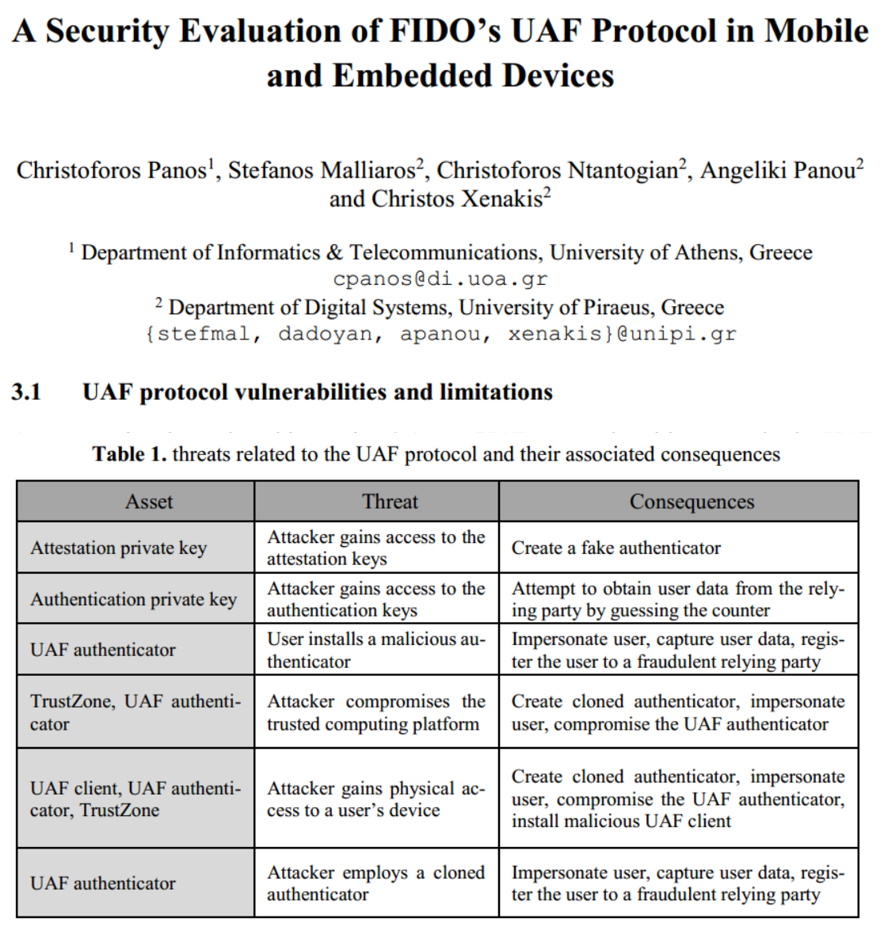 A Security Evaluation of FIDO's UAF Protocol in Mobile
and Embedded Devices
Christoforos Panos¹, Stefanos Malliaros², Christoforos Ntantogian², Angeliki Panou²
and Christos Xenakis²
¹ Department of Informatics & Telecommunications, University of Athens, Greece
cpanos@di.uoa.gr
² Department of Digital Systems, University of Piraeus, Greece
{stefmal, dadoyan, apanou, xenakis}@unipi.gr
3.1 UAF protocol vulnerabilities and limitations
Table 1. threats related to the UAF protocol and their associated consequences
Asset
Threat
Consequences
Attestation private key
Attacker gains access to the
attestation keys
Create a fake authenticator
Authentication private key
Attacker gains access to the
authentication keys
Attempt to obtain user data from the rely-
ing party by guessing the counter
UAF authenticator
User installs a malicious au-
thenticator
Impersonate user, capture user data, regis-
ter the user to a fraudulent relying party
TrustZone, UAF authenti-
cator
Attacker compromises the
trusted computing platform
Create cloned authenticator, impersonate
user, compromise the UAF authenticator
UAF client, UAF authenti-
cator, TrustZone
Attacker gains physical ac-
cess to a user's device
Create cloned authenticator, impersonate
user, compromise the UAF authenticator,
install malicious UAF client
UAF authenticator
Attacker employs a cloned
authenticator
Impersonate user, capture user data, regis-
ter the user to a fraudulent relying party